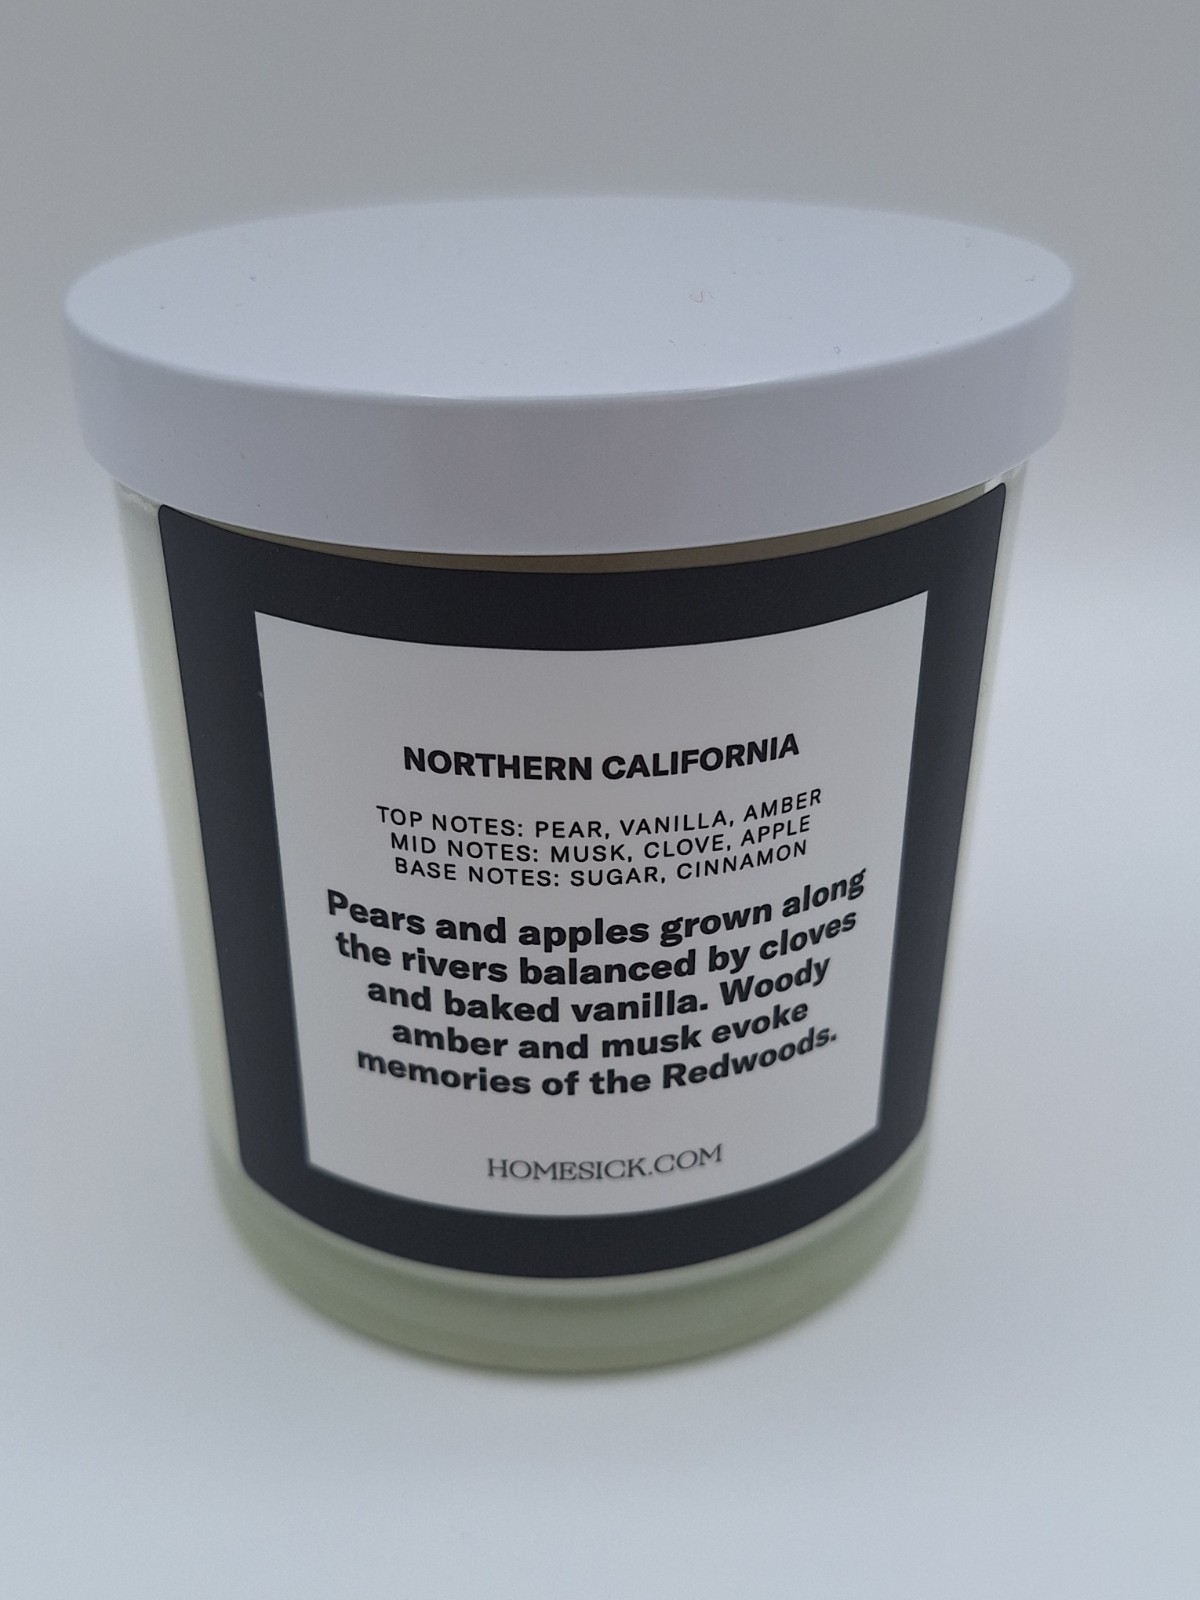 NORTHERN CALIFORNIA
TOP NOTES: PEAR, VANILLA, AMBER
MID NOTES: MUSK, CLOVE, APPLE
BASE NOTES: SUGAR, CINNAMON
Pears and apples grown along
the rivers balanced by cloves
and baked vanilla. Woody
amber and musk evoke
memories of the Redwoods.
HOMESICK.COM